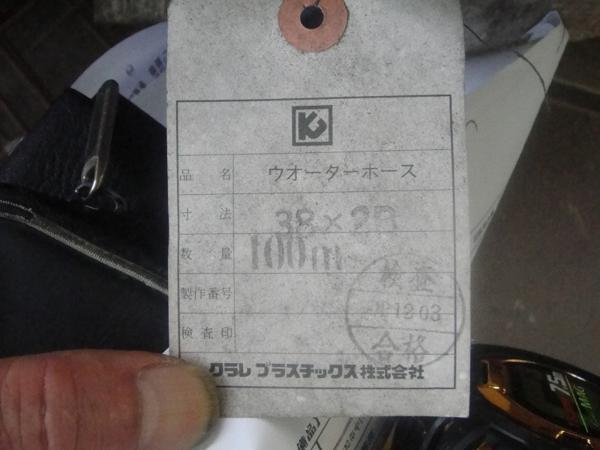 品名 ウオーターホース
寸法
数量 100m
製作番号
検査印
検査
12 03
合格
クラレプラスチックス株式会社